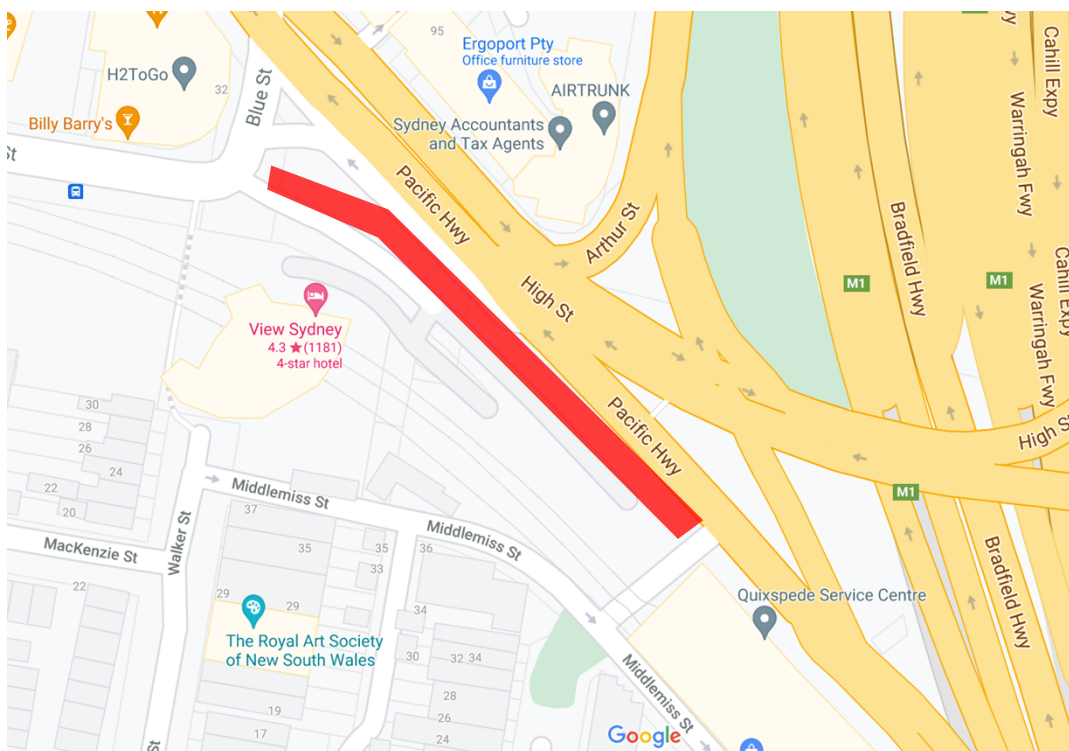 H2ToGo
32
Blue St
Billy Barry's
St
95
Ergoport Pty
Office furniture store
AIRTRUNK
Sydney Accountants
and Tax Agents
Pacific Hwy
Arthur St
High St
Bradfield Hwy
Warringah Fwy
Cahill Expy
M1
M1
Cahill Expy
Warringah Fwy
wy
View Sydney
4.3 ★ (1181)
4-star hotel
30
28
26
24
22
20
Pacific Hwy
High St
M1
Middlemiss St
37
35
35
33
36
Middlemiss St
MacKenzie St
Walker St
22
29
29
The Royal Art Society
of New South Wales
34
30
32 34
28
26
24
19
17
St
Bradfield Hwy
Quixspede Service Centre
Middlemiss St
Google